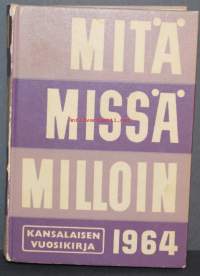 MITÄ
MISSÄ
MILLOIN
KANSALAISEN
VUOSIKIRJA
1964